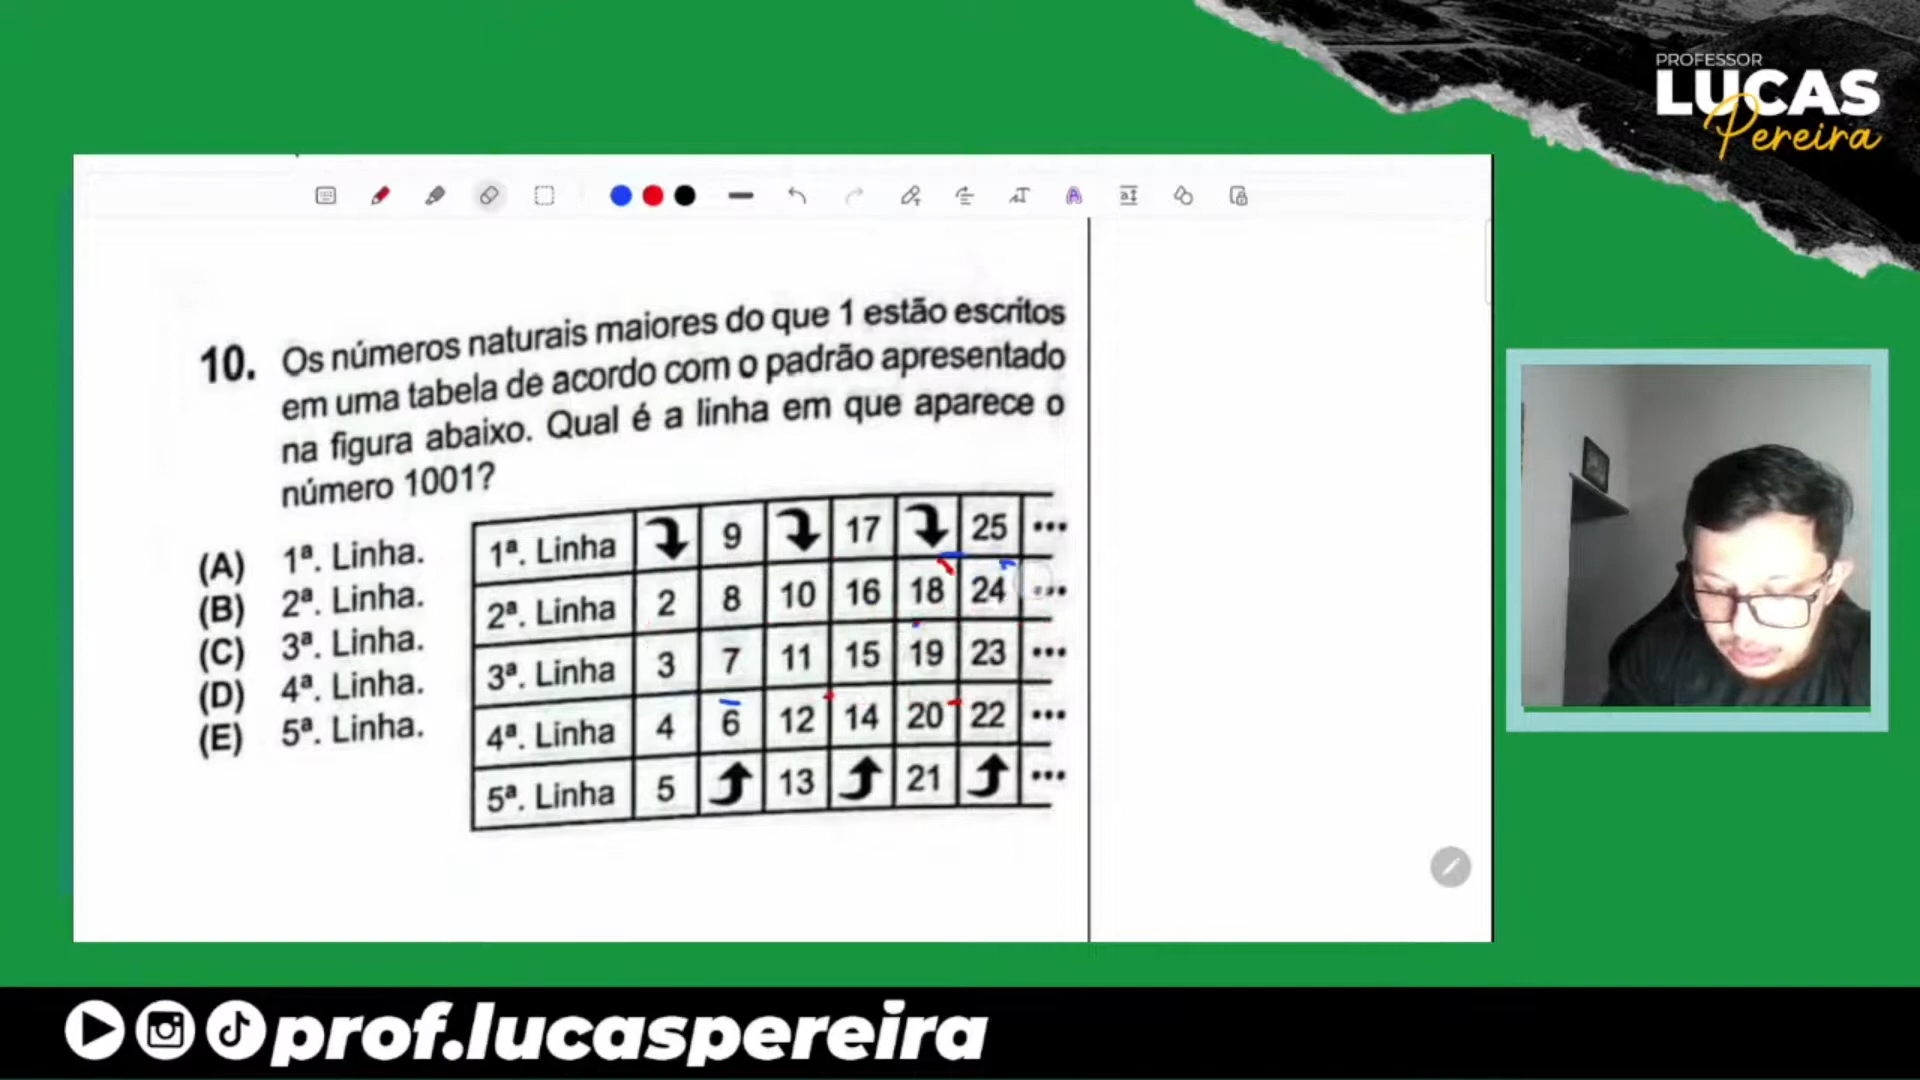 PROFESSOR
LUCAS
Pereira
10. Os números naturais maiores do que 1 estão escritos
em uma tabela de acordo com o padrão apresentado
na figura abaixo. Qual é a linha em que aparece o
número 1001?
(A) 1ª. Linha.
(B) 2ª. Linha.
(C) 3ª. Linha.
(D) 4ª. Linha.
(E) 5ª. Linha.
1ª. Linha 9 17 25 ...
2ª. Linha 2 8 10 16 18 24 ...
3ª. Linha 3 7 11 15 19 23 ...
4ª. Linha 4 6 12 14 20 22 ...
5ª. Linha 5 13 21 ...
prof.lucaspereira